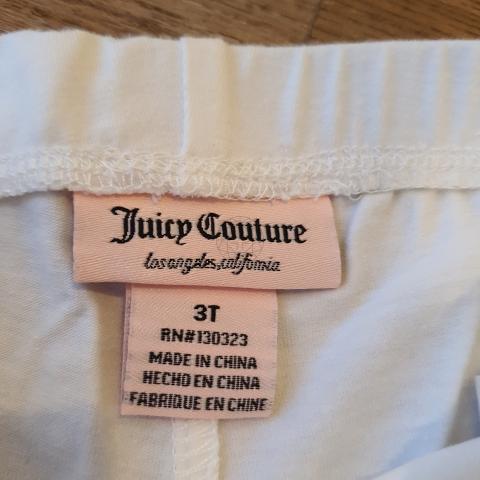 Juicy Couture
los angeles, california
3T
RN#130323
MADE IN CHINA
HECHO EN CHINA
FABRIQUE EN CHINE